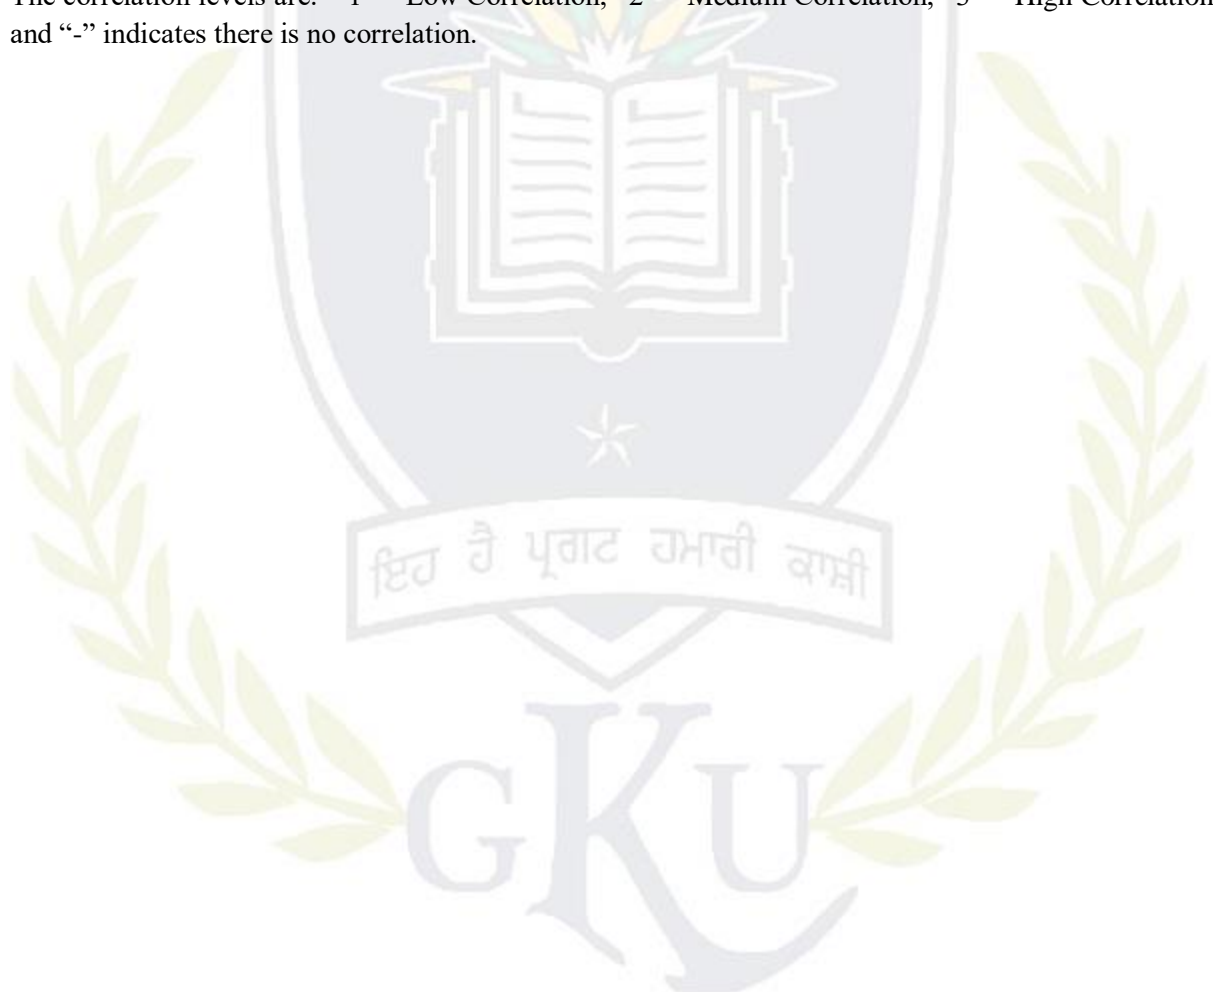 The correlation levels are: "1" – Low Correlation, "2" – Medium Correlation, "3" – High Correlation
and “-” indicates there is no correlation.
ਇਹ ਹੈ ਪ੍ਰਗਟ ਹਮਾਰੀ ਕਾਸ਼ੀ
GKU